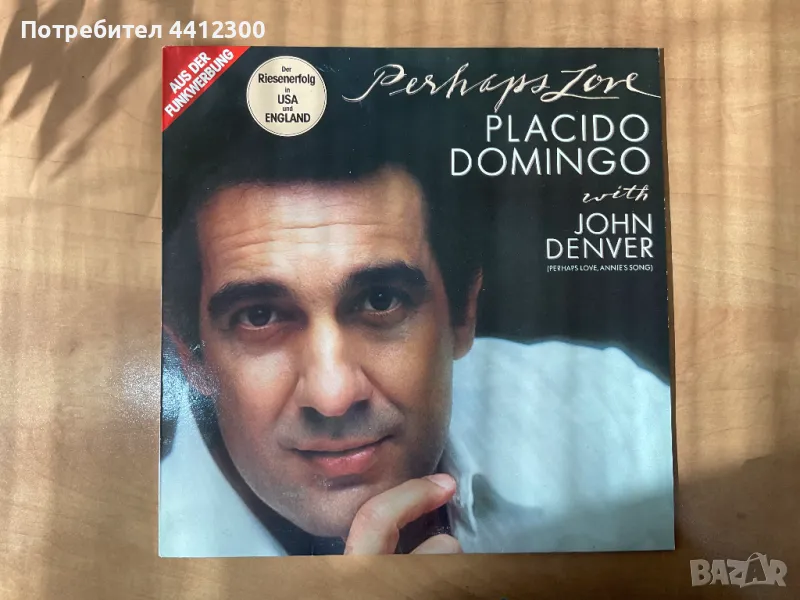 Потребител 4412300
AUS DER
FUNKWERBUNG
Der
Riesenerfolg
in
USA
und
ENGLAND
Perhaps Love
PLACIDO
DOMINGO
with
JOHN
DENVER
(PERHAPS LOVE, ANNIE'S SONG)
BAZAR